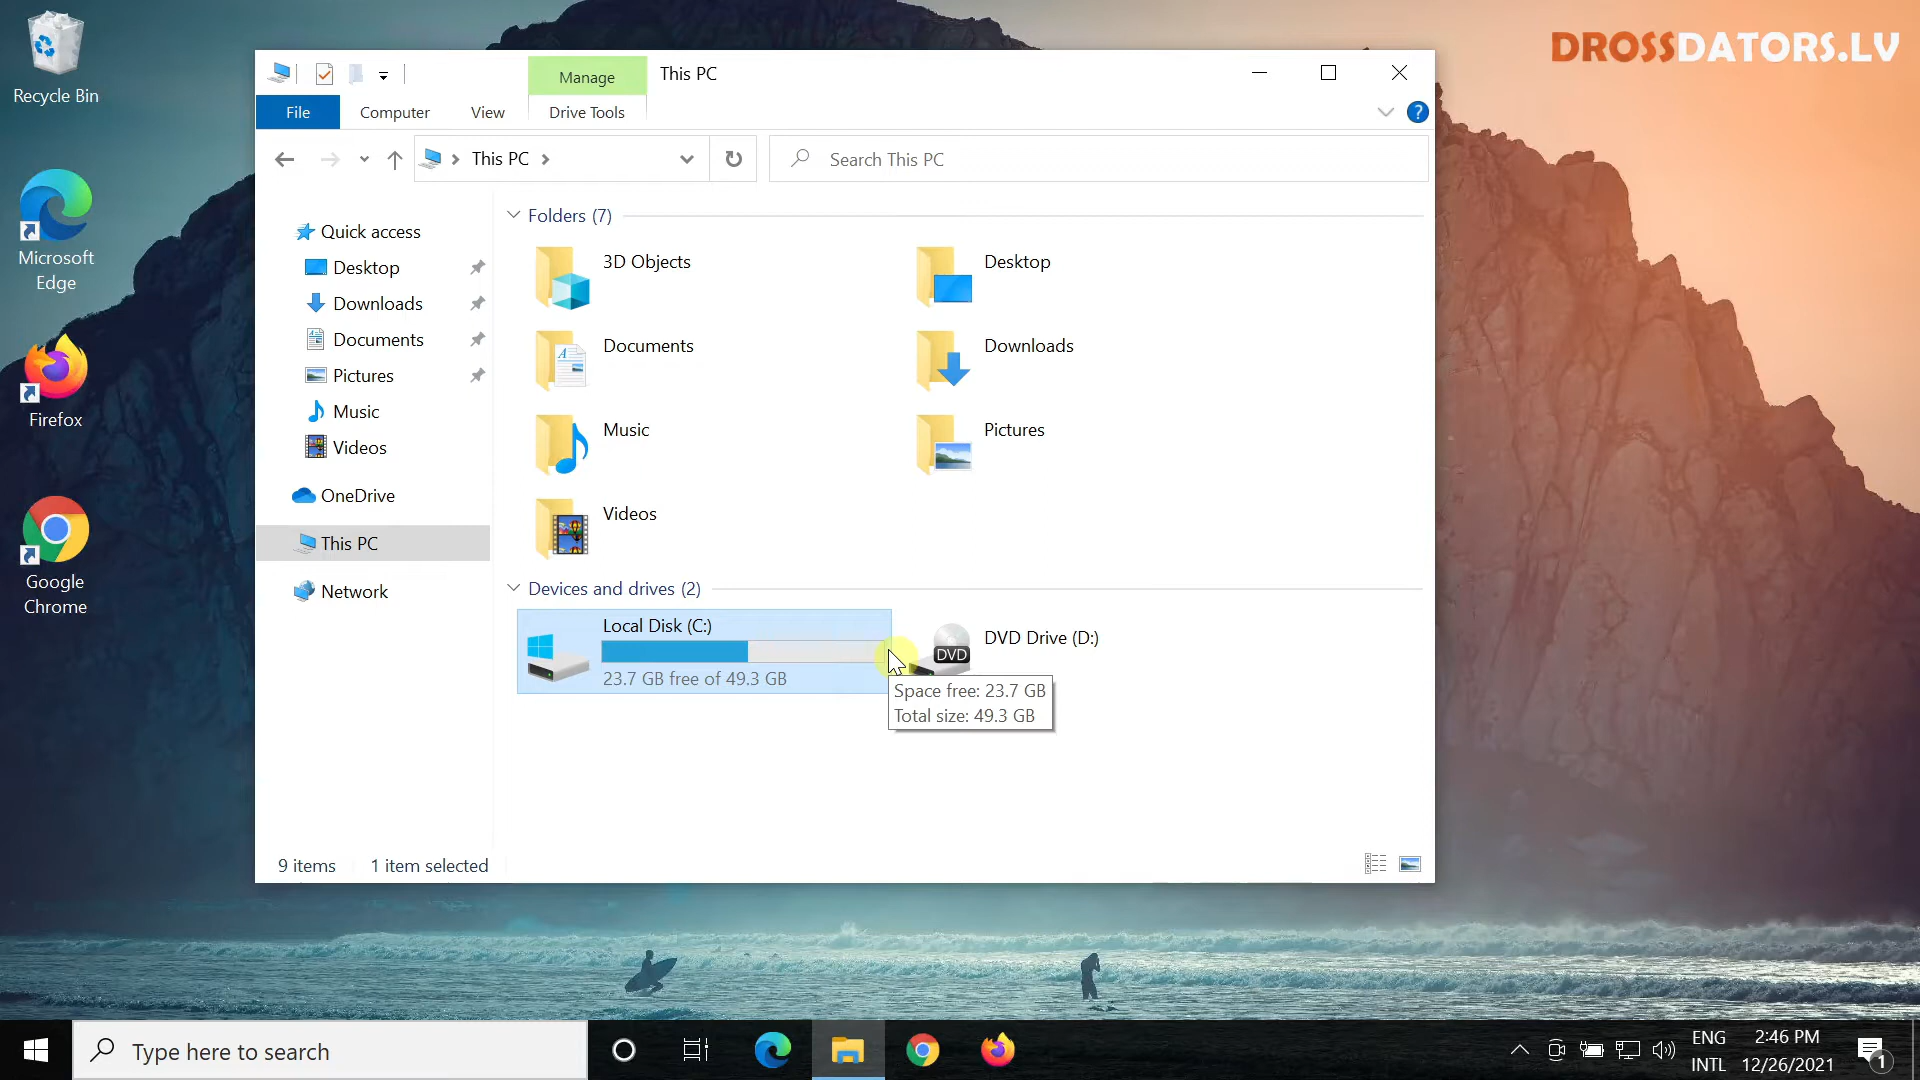 Recycle Bin
Microsoft
Edge
Firefox
Google
Chrome
DROSSDATORS.LV
Manage
This PC
File
Computer
View
Drive Tools
?
This PC
Search This PC
Quick access
Desktop
Downloads
Documents
Pictures
Music
Videos
OneDrive
This PC
Network
Folders (7)
3D Objects
Desktop
Documents
Downloads
Music
Pictures
Videos
Devices and drives (2)
Local Disk (C:)
23.7 GB free of 49.3 GB
DVD
DVD Drive (D:)
Space free: 23.7 GB
Total size: 49.3 GB
9 items
1 item selected
Type here to search
ENG
INTL
2:46 PM
12/26/2021
1